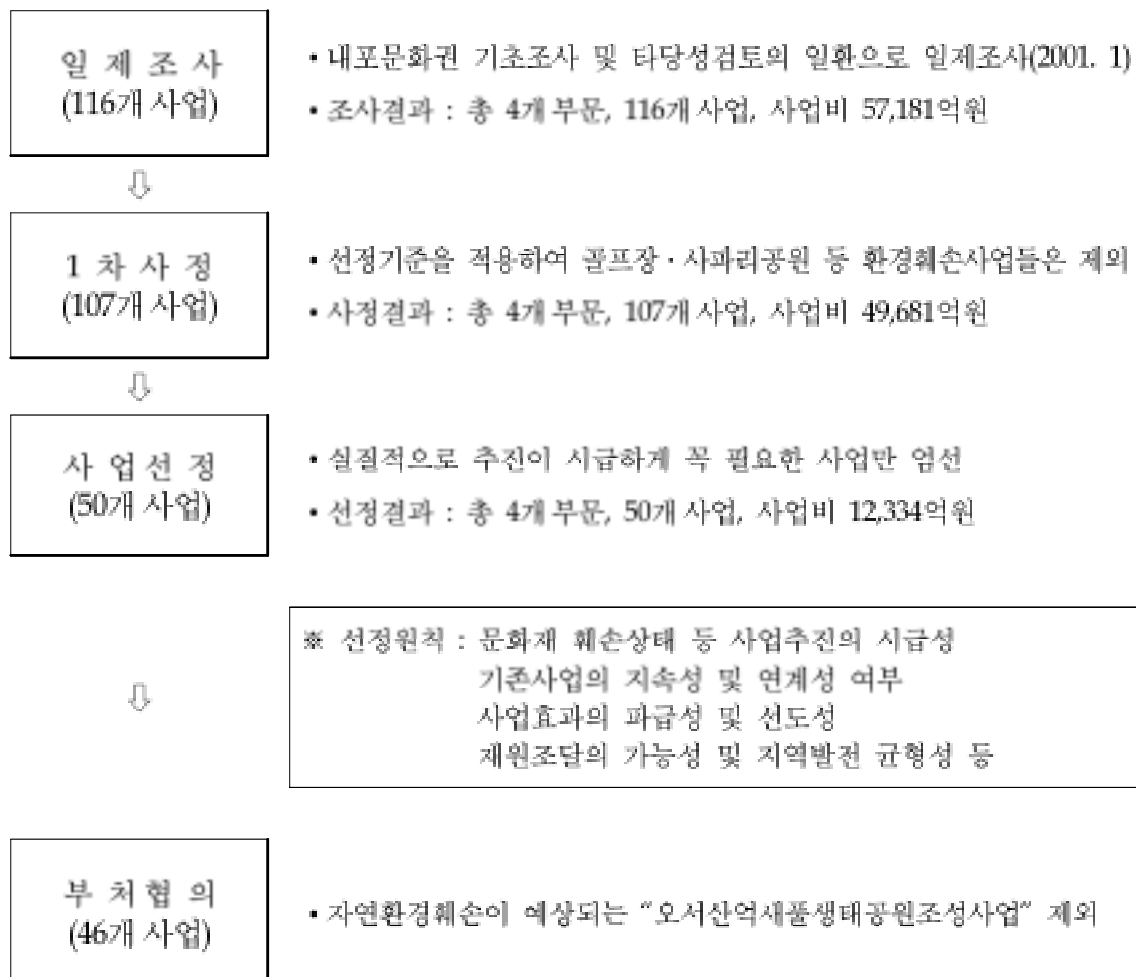 일 제 조 사
(116개 사업)
• 내포문화권 기초조사 및 타당성검토의 일환으로 일제조사(2001. 1)
• 조사결과 : 총 4개 부문, 116개 사업, 사업비 57,181억원
1 차 사 정
(107개 사업)
• 선정기준을 적용하여 골프장·사파리공원 등 환경훼손사업들은 제외
• 사정결과 : 총 4개 부문, 107개 사업, 사업비 49,681억원
사 업 선 정
(50개 사업)
• 실질적으로 추진이 시급하게 꼭 필요한 사업만 엄선
• 선정결과 : 총 4개 부문, 50개 사업, 사업비 12,334억원
※ 선정원칙 : 문화재 훼손상태 등 사업추진의 시급성
기존사업의 지속성 및 연계성 여부
사업효과의 파급성 및 선도성
재원조달의 가능성 및 지역발전 균형성 등
부 처 협 의
(46개 사업)
• 자연환경훼손이 예상되는 "오서산억새풀생태공원조성사업" 제외